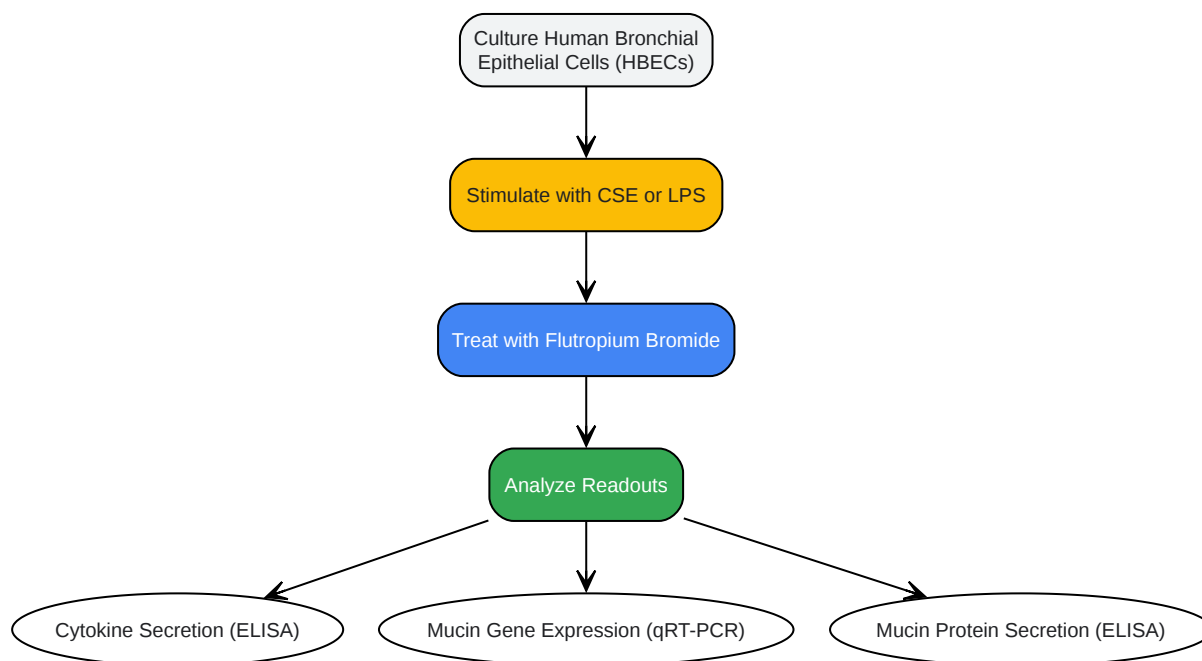 Culture Human Bronchial
Epithelial Cells (HBECs)
Stimulate with CSE or LPS
Treat with Flutropium Bromide
Analyze Readouts
Cytokine Secretion (ELISA)
Mucin Gene Expression (qRT-PCR)
Mucin Protein Secretion (ELISA)